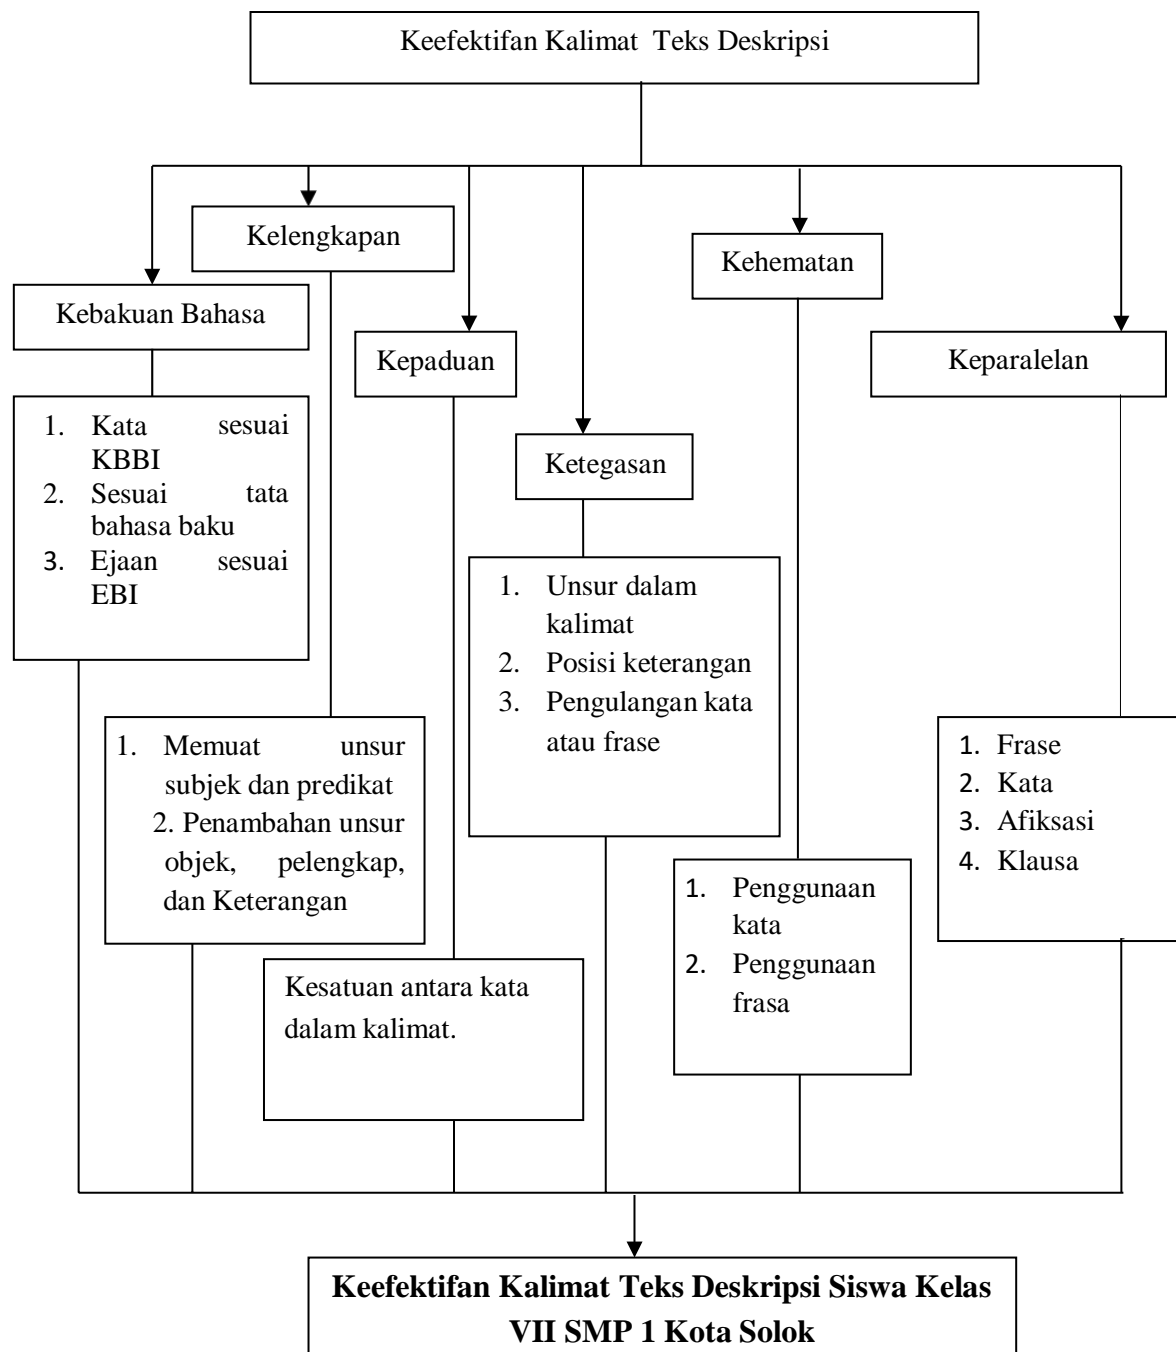 Keefektifan Kalimat Teks Deskripsi
Kelengkapan
Kehematan
Kebakuan Bahasa
Kepaduan
Keparalelan
Ketegasan
1. Kata sesuai
KBBI
2. Sesuai tata
bahasa baku
3. Ejaan sesuai
EBI
1. Unsur dalam
kalimat
2. Posisi keterangan
3. Pengulangan kata
atau frase
1. Memuat unsur
subjek dan predikat
2. Penambahan unsur
objek, pelengkap,
dan Keterangan
1. Frase
2. Kata
3. Afiksasi
4. Klausa
1. Penggunaan
kata
2. Penggunaan
frasa
Kesatuan antara kata
dalam kalimat.
Keefektifan Kalimat Teks Deskripsi Siswa Kelas
VII SMP 1 Kota Solok